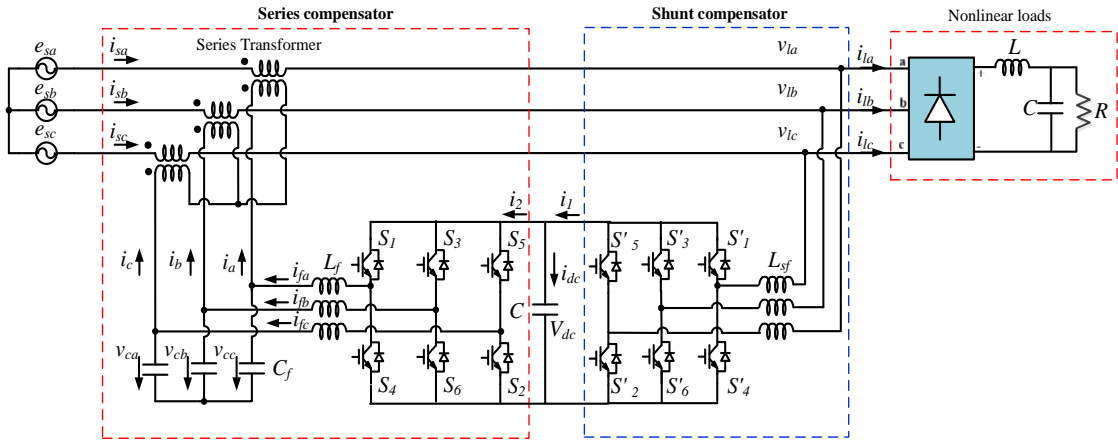 Series compensator
Shunt compensator
Nonlinear loads
Series Transformer
e_sa
i_sa
v_la
i_la
a
L
e_sb
i_sb
v_lb
i_lb
b
+
C
R
e_sc
i_sc
v_lc
i_lc
c
-
i_2
i_1
i_c
i_b
i_a
i_fa
L_f
S_1
S_3
S_5
S'_5
S'_3
S'_1
L_sf
i_fb
i_fc
i_dc
C
V_dc
v_ca
v_cb
v_cc
C_f
S_4
S_6
S_2
S'_2
S'_6
S'_4